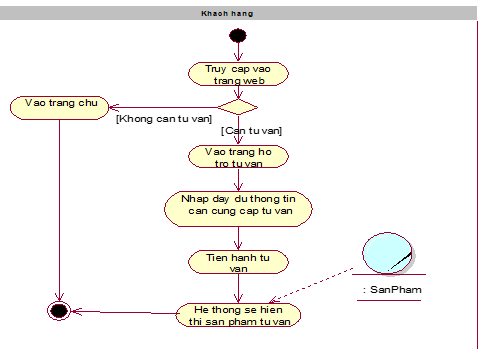 Khach hang
Truy cap vao
trang web
Vao trang chu
[Khong can tu van]
[Can tu van]
Vao trang ho
tro tu van
Nhap day du thong tin
can cung cap tu van
Tien hanh tu
van
: SanPham
He thong se hien
thi san pham tu van